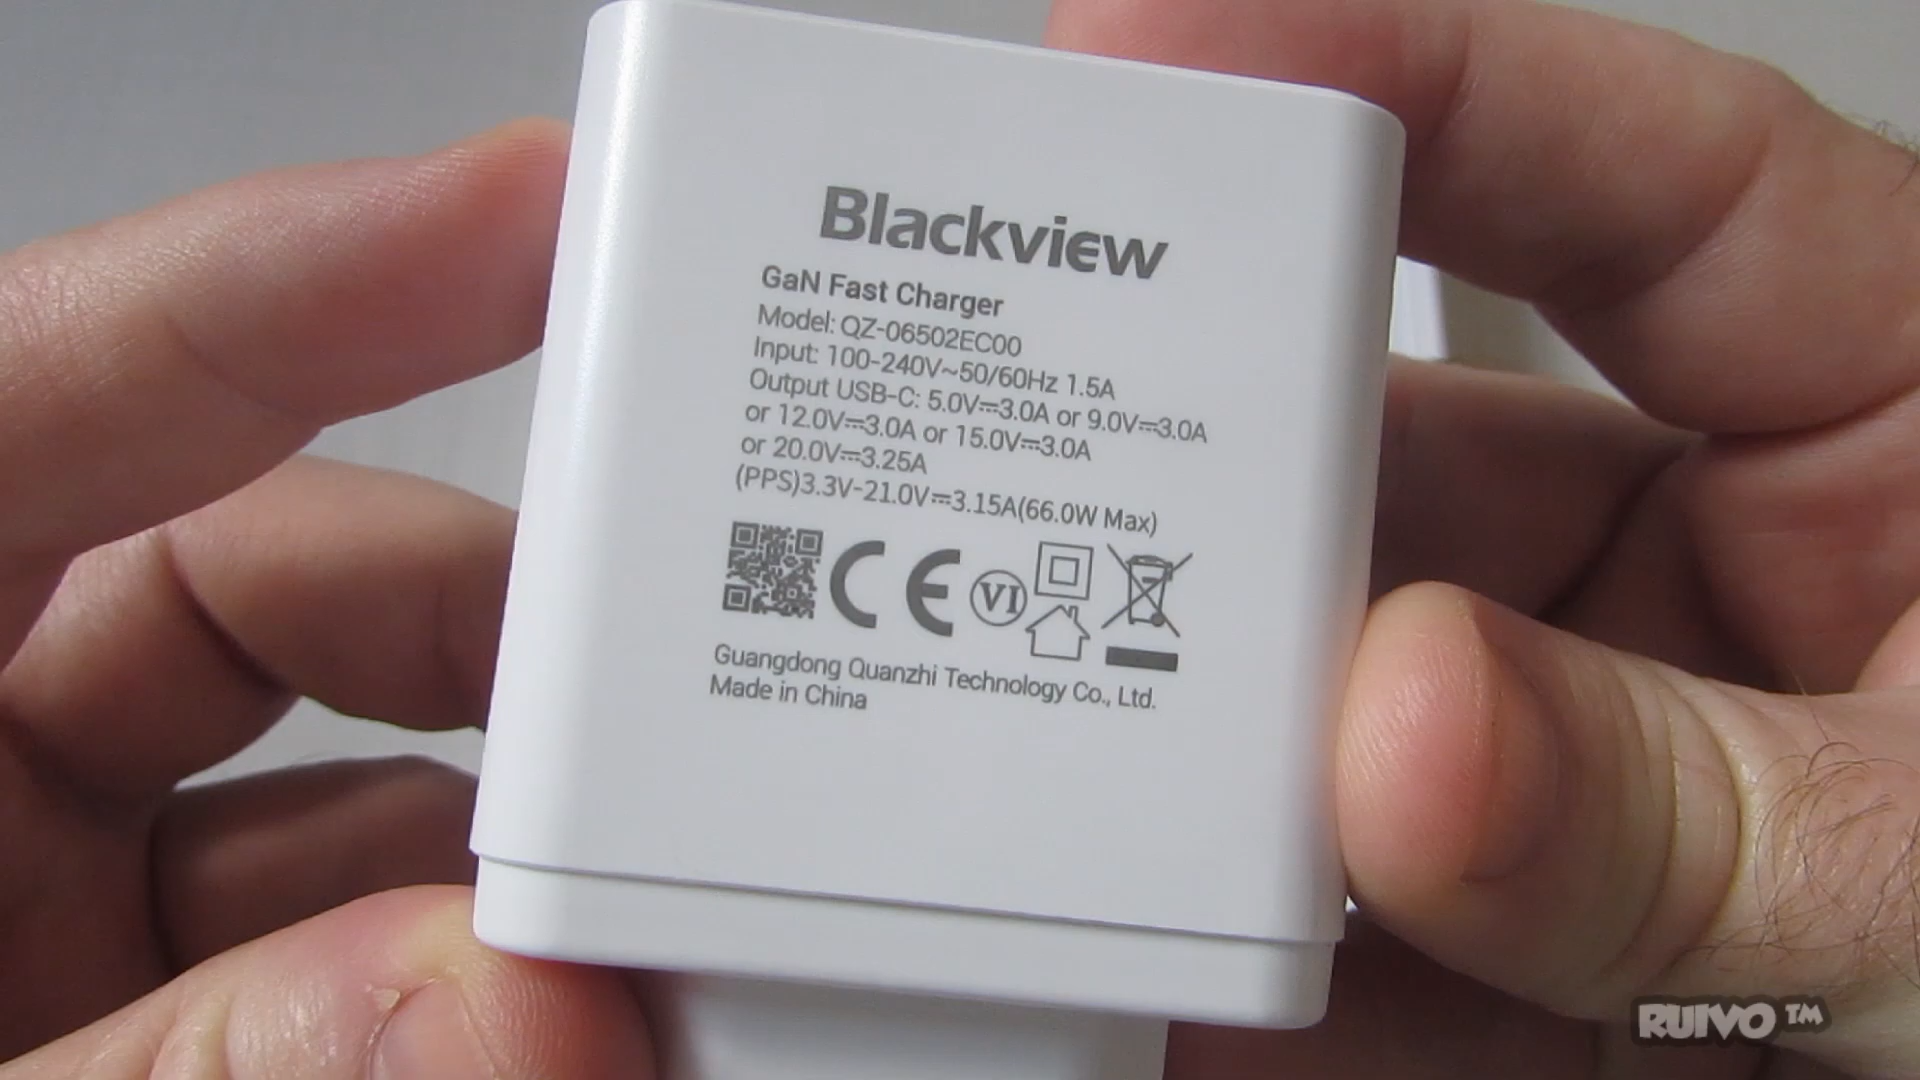 Blackview
GaN Fast Charger
Model: QZ-06502EC00
Input: 100-240V~50/60Hz 1.5A
Output USB-C: 5.0V⎓3.0A or 9.0V⎓3.0A
or 12.0V⎓3.0A or 15.0V⎓3.0A
or 20.0V⎓3.25A
(PPS)3.3V-21.0V⎓3.15A(66.0W Max)
CE VI
Guangdong Quanzhi Technology Co., Ltd.
Made in China
RUIVO™